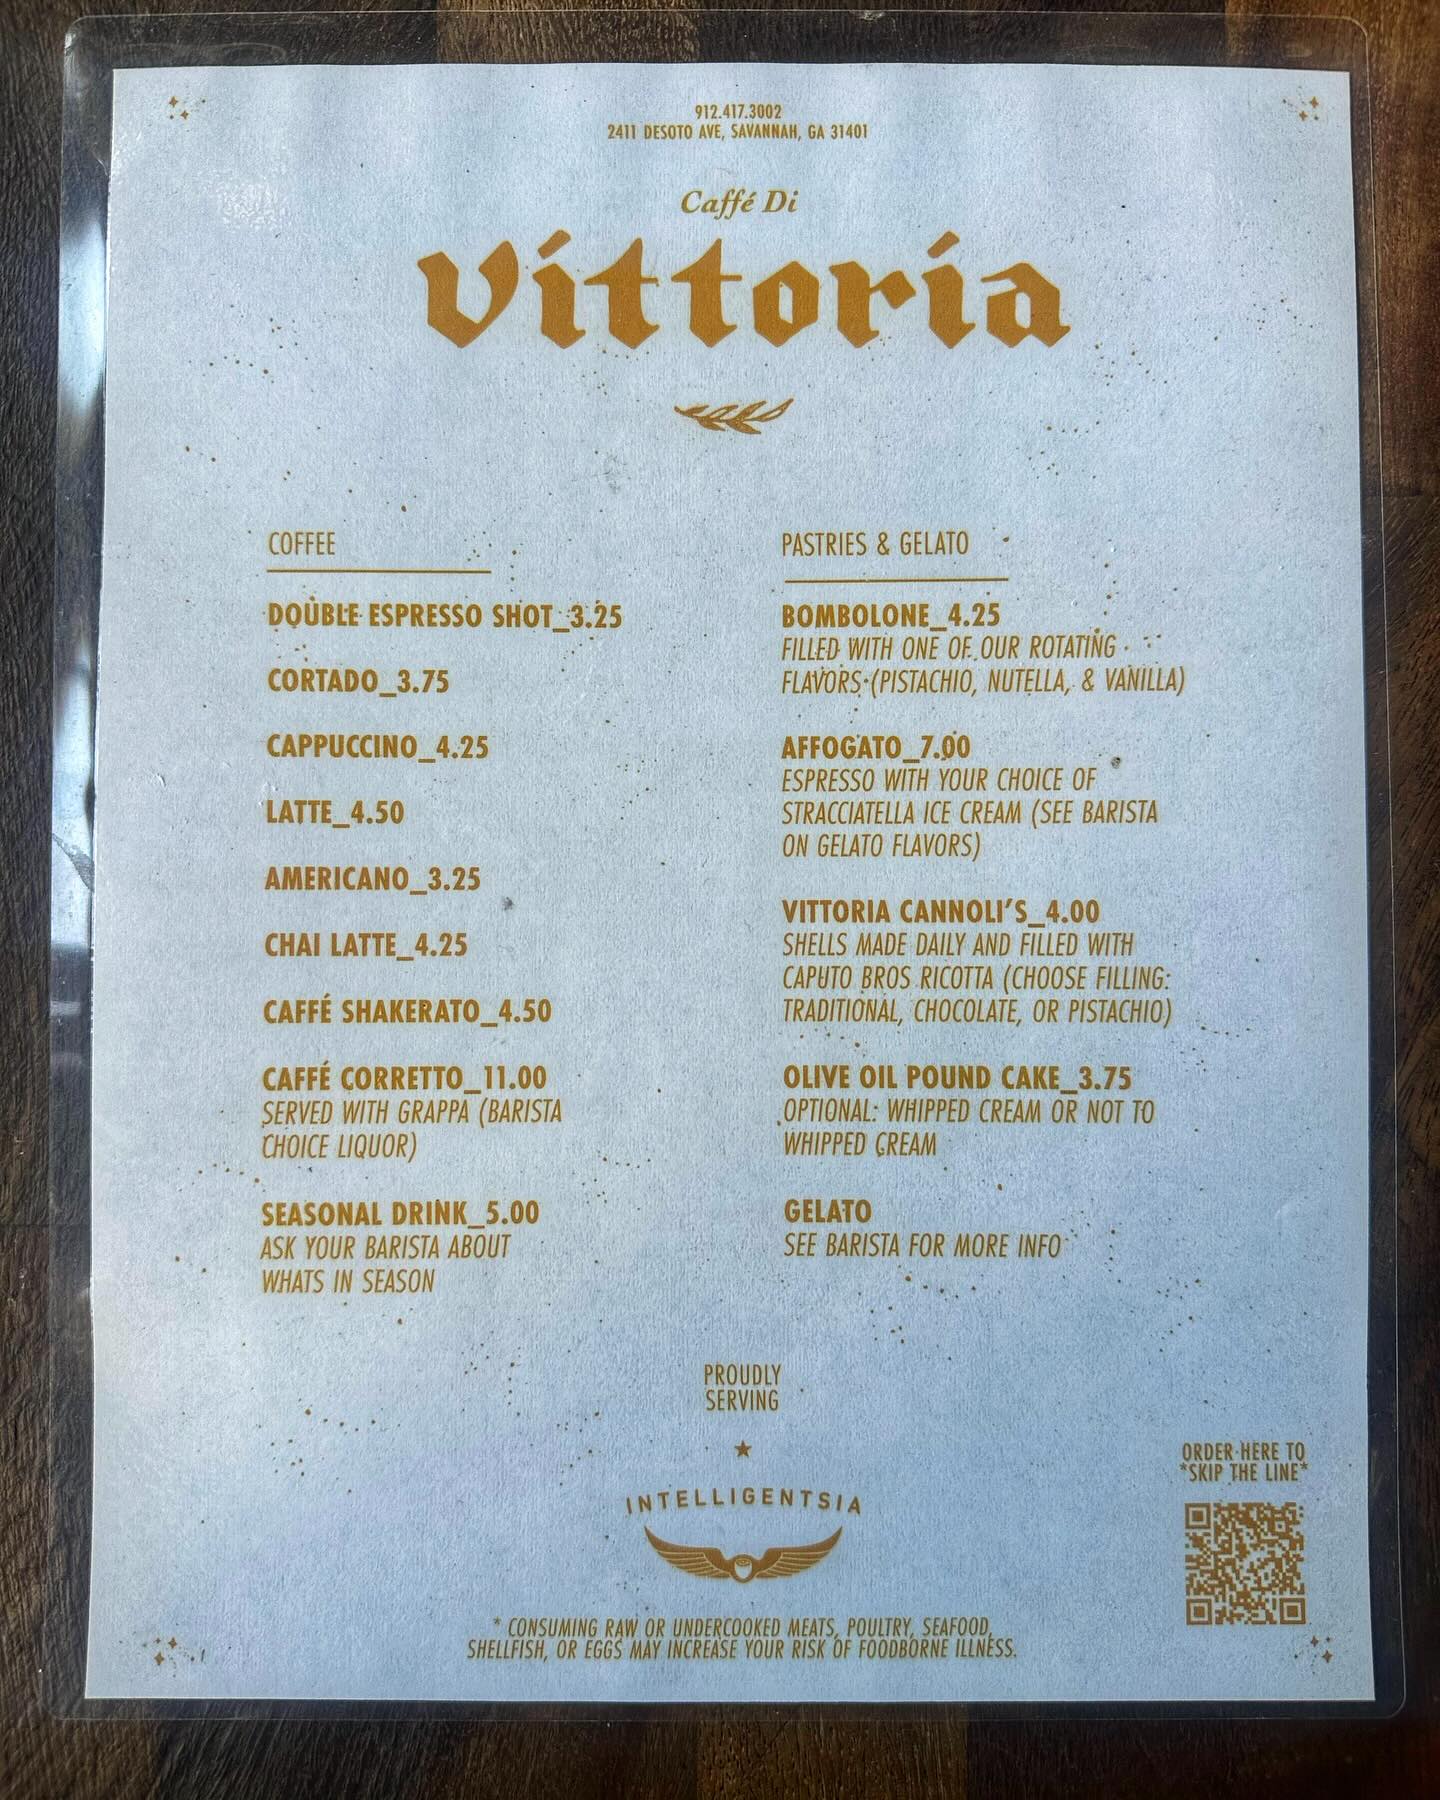 912.417.3002
2411 DESOTO AVE, SAVANNAH, GA 31401
Caffé Di
Vittoria
COFFEE
DOUBLE ESPRESSO SHOT_3.25
CORTADO_3.75
CAPPUCCINO_4.25
LATTE_4.50
AMERICANO_3.25
CHAI LATTE_4.25
CAFFÉ SHAKERATO_4.50
CAFFÉ CORRETTO_11.00
SERVED WITH GRAPPA (BARISTA
CHOICE LIQUOR)
SEASONAL DRINK_5.00
ASK YOUR BARISTA ABOUT
WHATS IN SEASON
PASTRIES & GELATO
BOMBOLONE_4.25
FILLED WITH ONE OF OUR ROTATING
FLAVORS (PISTACHIO, NUTELLA, & VANILLA)
AFFOGATO_7.00
ESPRESSO WITH YOUR CHOICE OF
STRACCIATELLA ICE CREAM (SEE BARISTA
ON GELATO FLAVORS)
VITTORIA CANNOLI'S_4.00
SHELLS MADE DAILY AND FILLED WITH
CAPUTO BROS RICOTTA (CHOOSE FILLING:
TRADITIONAL, CHOCOLATE, OR PISTACHIO)
OLIVE OIL POUND CAKE_3.75
OPTIONAL: WHIPPED CREAM OR NOT TO
WHIPPED CREAM
GELATO
SEE BARISTA FOR MORE INFO
PROUDLY
SERVING
INTELLIGENTSIA
ORDER HERE TO
*SKIP THE LINE*
* CONSUMING RAW OR UNDERCOOKED MEATS, POULTRY, SEAFOOD,
SHELLFISH, OR EGGS MAY INCREASE YOUR RISK OF FOODBORNE ILLNESS.